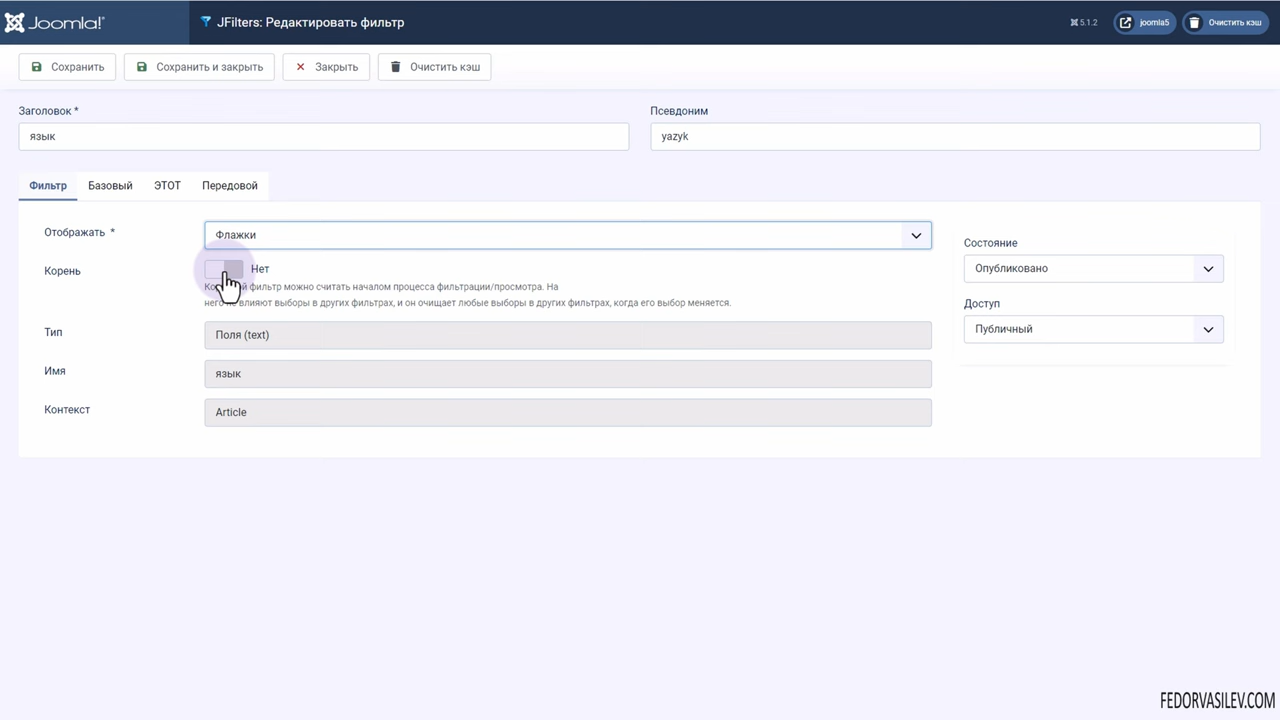 Joomla!
JFilters: Редактировать фильтр
5.1.2
joomla5
Очистить кэш
Сохранить
Сохранить и закрыть
Закрыть
Очистить кэш
Заголовок *
язык
Псевдоним
yazyk
Фильтр
Базовый
ЭТОТ
Передовой
Отображать *
Флажки
Корень
Нет
фильтр можно считать началом процесса фильтрации/просмотра. На
него не влияют выборы в других фильтрах, и он очищает любые выборы в других фильтрах, когда его выбор меняется.
Тип
Поля (text)
Имя
язык
Контекст
Article
Состояние
Опубликовано
Доступ
Публичный
FEDORVASILEV.COM